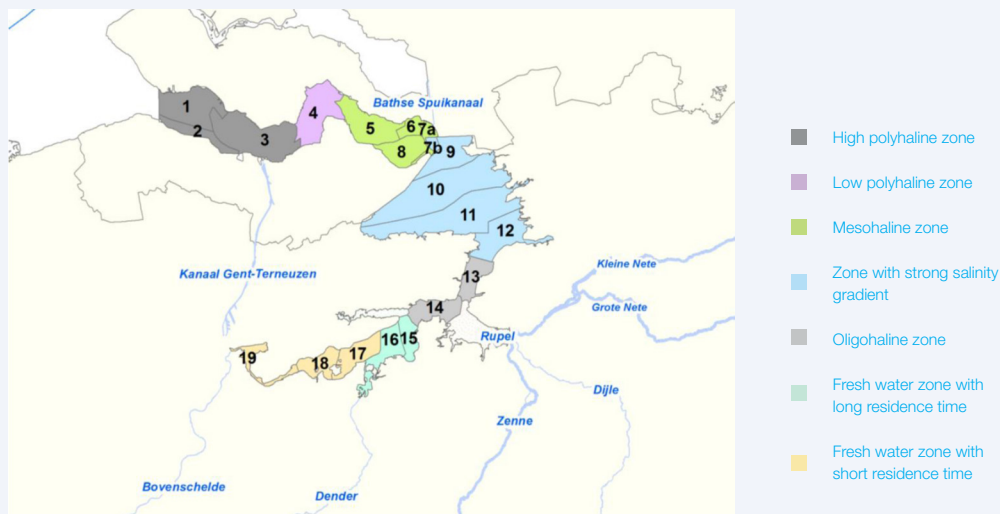 1
2
3
4
5
6
7a
7b
8
9
10
11
12
13
14
15
16
17
18
19
Bathse Spuikanaal
Kanaal Gent-Terneuzen
Kleine Nete
Grote Nete
Rupel
Dijle
Zenne
Bovenschelde
Dender
High polyhaline zone
Low polyhaline zone
Mesohaline zone
Zone with strong salinity
gradient
Oligohaline zone
Fresh water zone with
long residence time
Fresh water zone with
short residence time